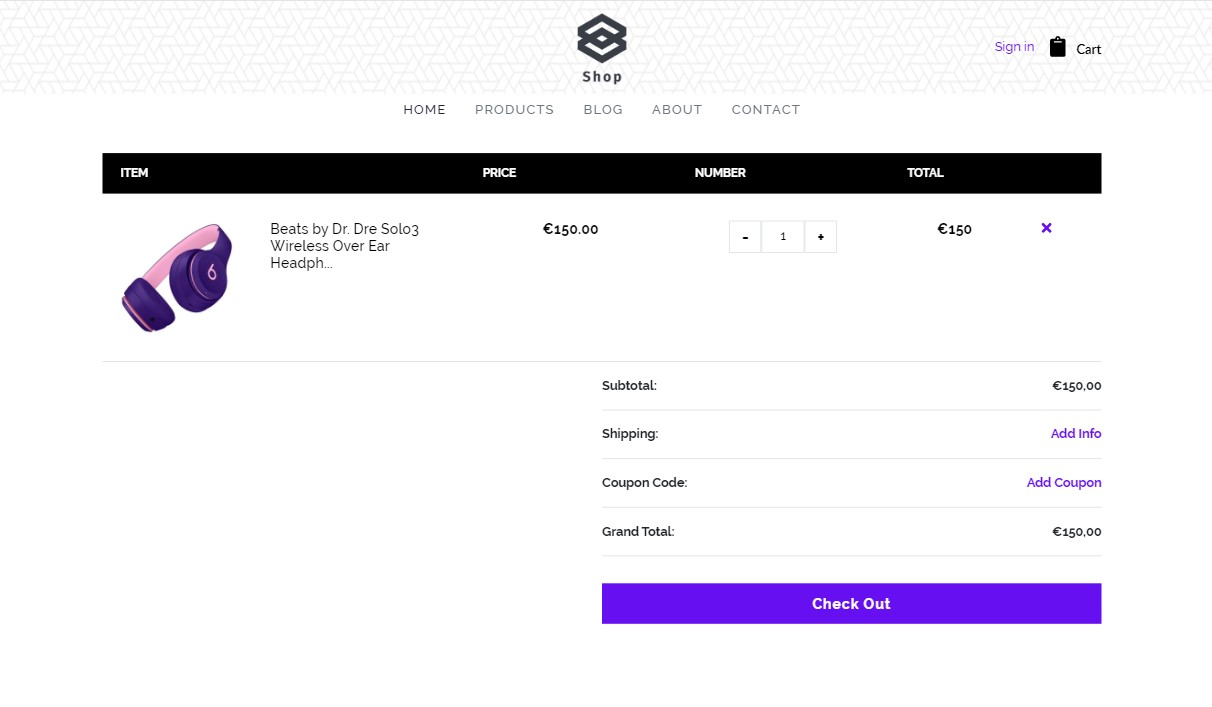 Shop
Sign in Cart
HOME PRODUCTS BLOG ABOUT CONTACT
ITEM PRICE NUMBER TOTAL
Beats by Dr. Dre Solo3 €150.00 - 1 + €150 ×
Wireless Over Ear
Headph...
Subtotal: €150,00
Shipping: Add Info
Coupon Code: Add Coupon
Grand Total: €150,00
Check Out